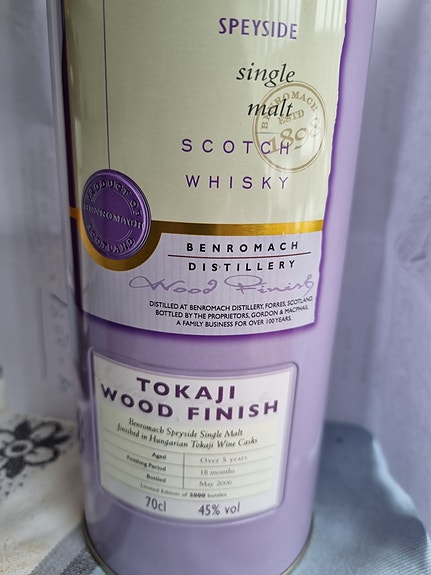 SPEYSIDE
single
malt
BENROMACH
ESTD
1898
SCOTCH
WHISKY
PRODUCT OF
BENROMACH
SCOTLAND
BENROMACH
DISTILLERY
Wood Finish
DISTILLED AT BENROMACH DISTILLERY, FORRES, SCOTLAND.
BOTTLED BY THE PROPRIETORS, GORDON & MACPHAIL
A FAMILY BUSINESS FOR OVER 100 YEARS.
TOKAJI
WOOD FINISH
Benromach Speyside Single Malt
finished in Hungarian Tokaji Wine Casks
Aged Over 5 years
Finishing Period 18 months
Bottled May 2006
Limited Edition of bottles
70cl 45% vol